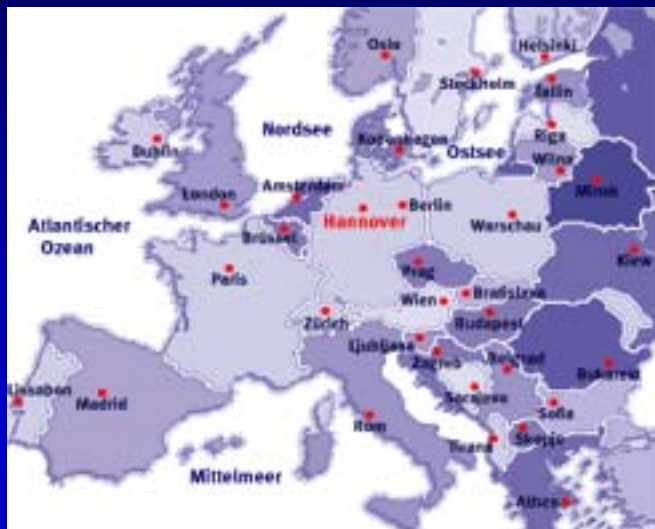 Oslo
Helsinki
Stockholm
Tallin
Nordsee
Riga
Dublin
Kopenhagen
Ostsee
Wilna
Minsk
London
Amsterdam
Berlin
Hannover
Warschau
Atlantischer
Ozean
Brüssel
Kiew
Paris
Prag
Wien
Bratislava
Zürich
Budapest
Ljubljana
Zagreb
Belgrad
Bukarest
Lissabon
Madrid
Sarajevo
Sofia
Rom
Tirana
Skopje
Mittelmeer
Athen